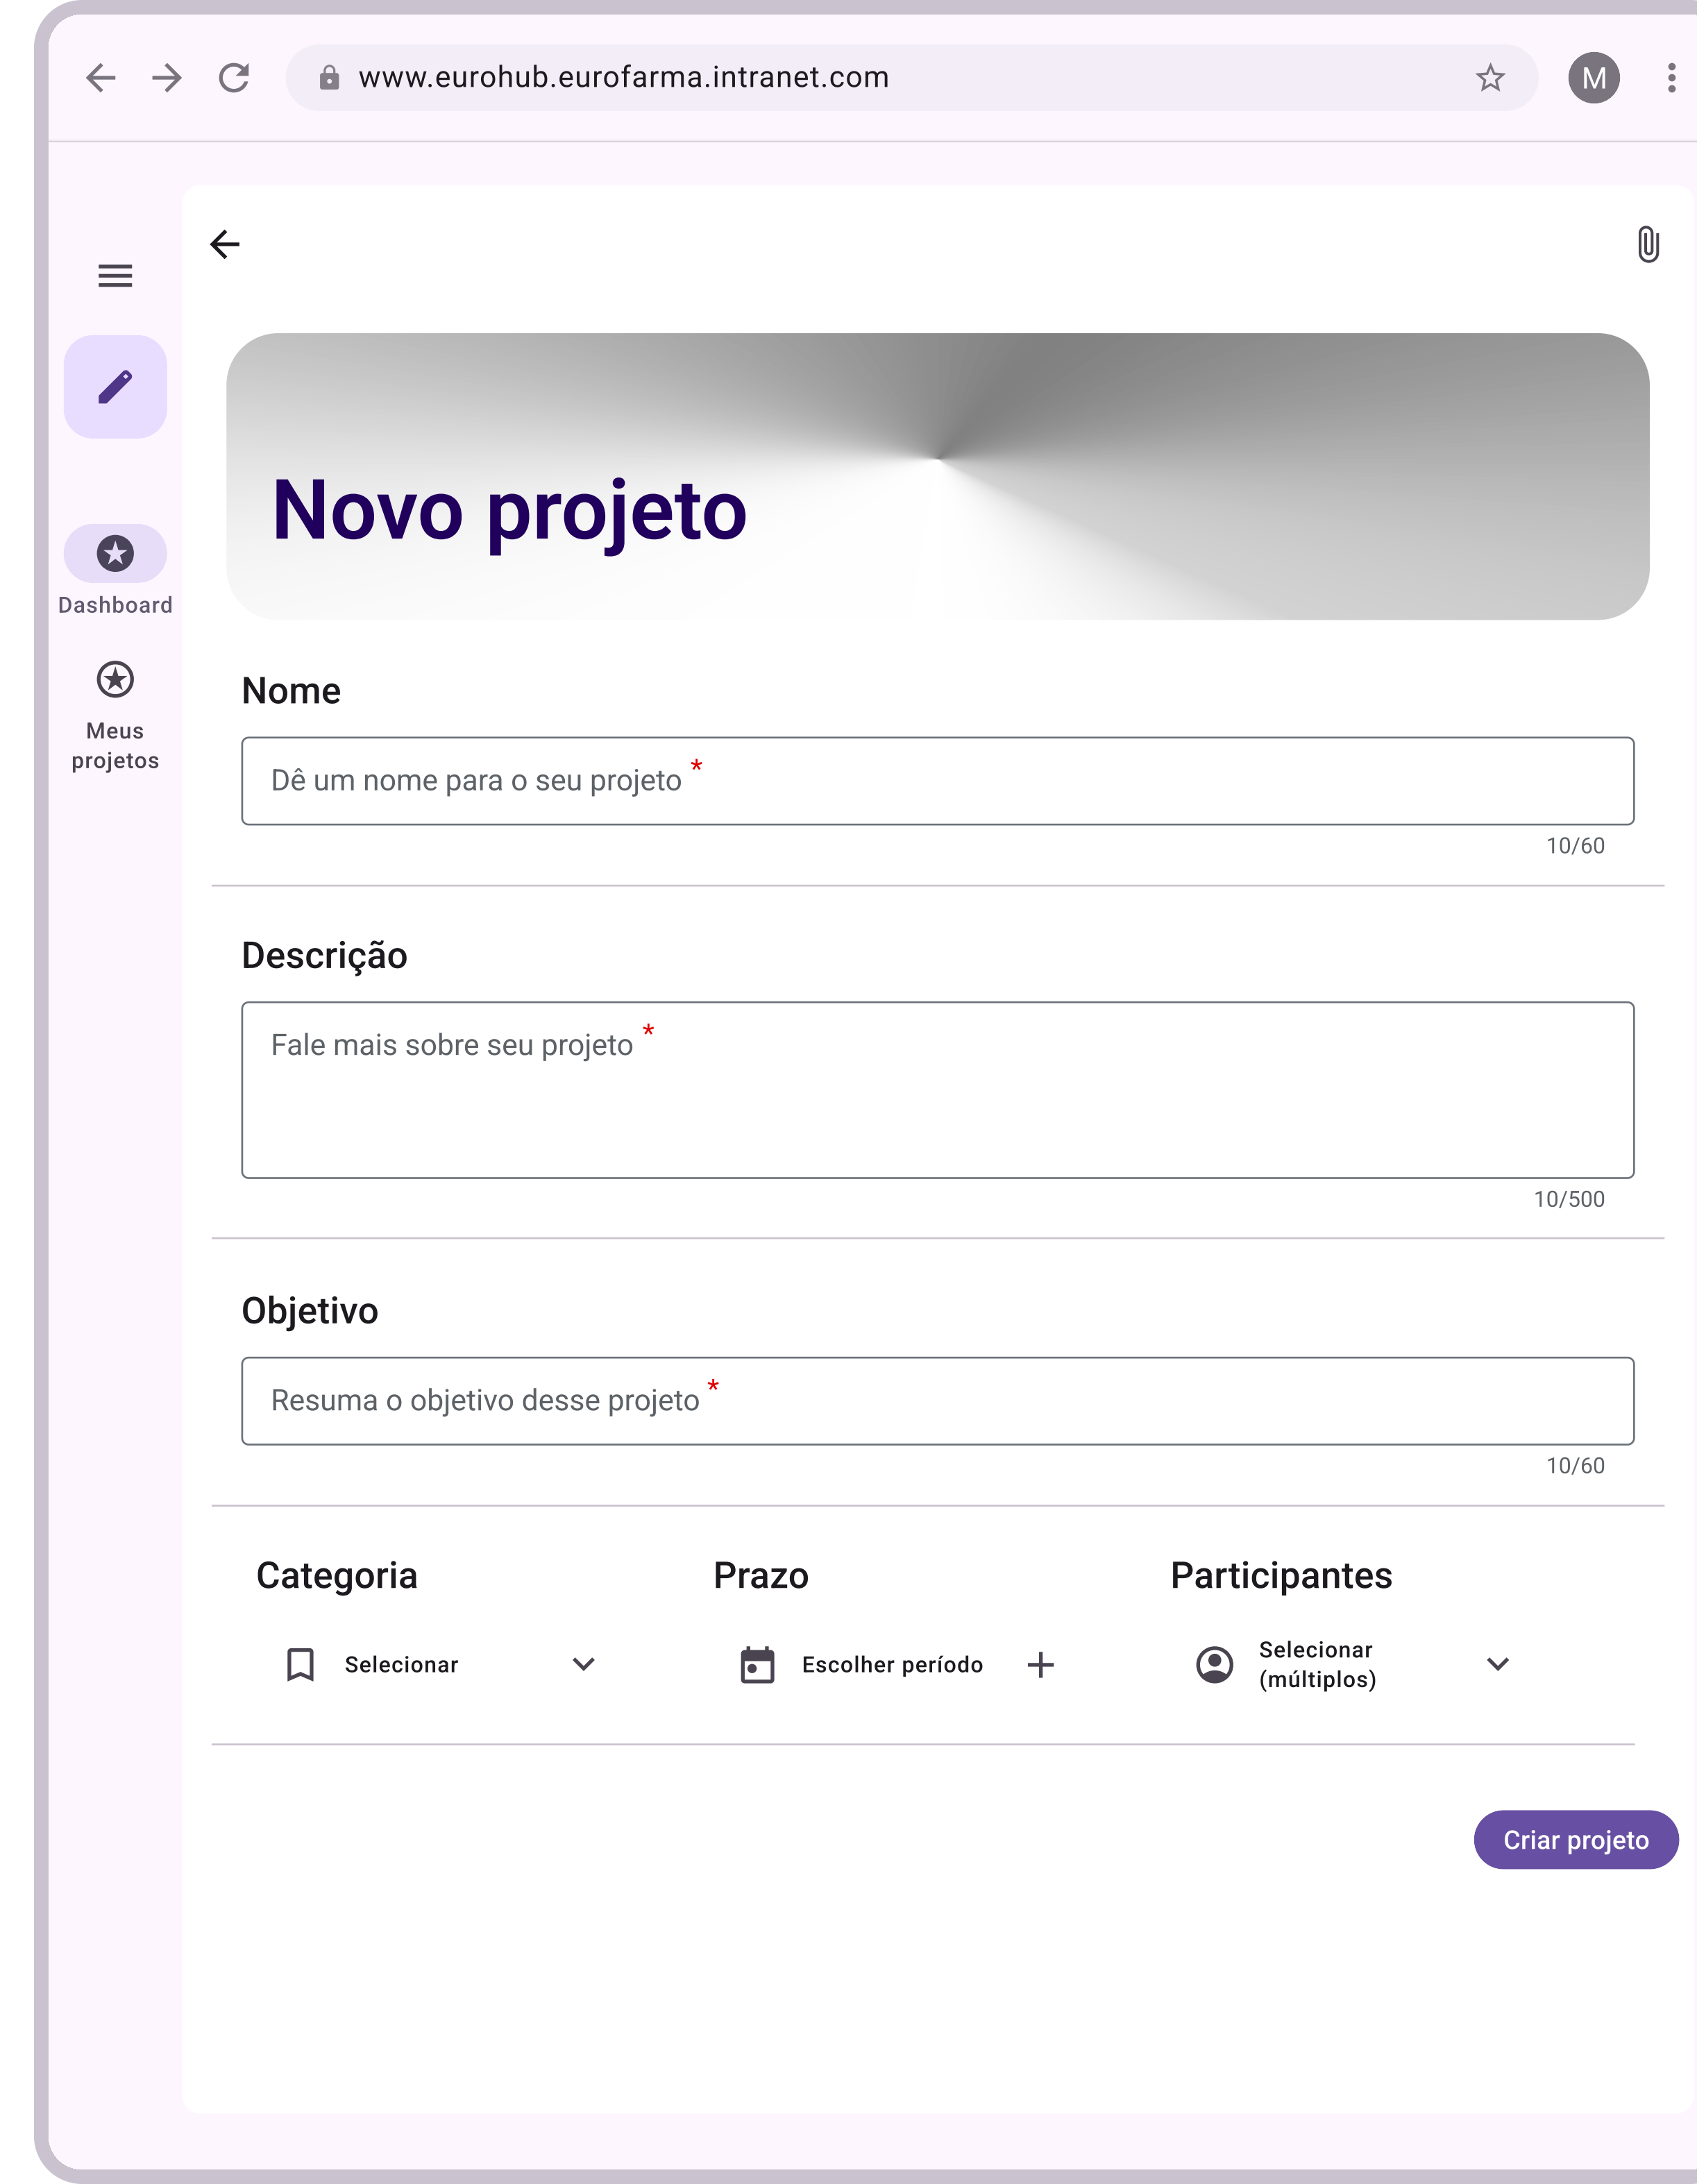 www.eurohub.eurofarma.intranet.com
M
Dashboard
Meus
projetos
Novo projeto
Nome
Dê um nome para o seu projeto *
10/60
Descrição
Fale mais sobre seu projeto *
10/500
Objetivo
Resuma o objetivo desse projeto *
10/60
Categoria
Selecionar
Prazo
Escolher período
Participantes
Selecionar
(múltiplos)
Criar projeto